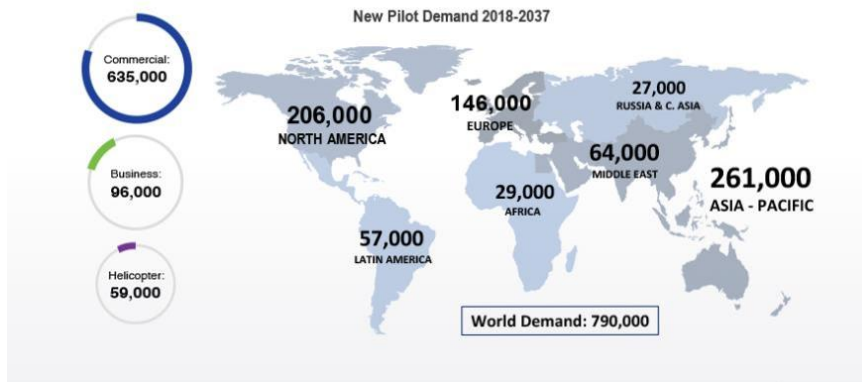 New Pilot Demand 2018-2037
Commercial:
635,000
Business:
96,000
Helicopter:
59,000
206,000
NORTH AMERICA
146,000
EUROPE
27,000
RUSSIA & C. ASIA
64,000
MIDDLE EAST
261,000
ASIA - PACIFIC
29,000
AFRICA
57,000
LATIN AMERICA
World Demand: 790,000